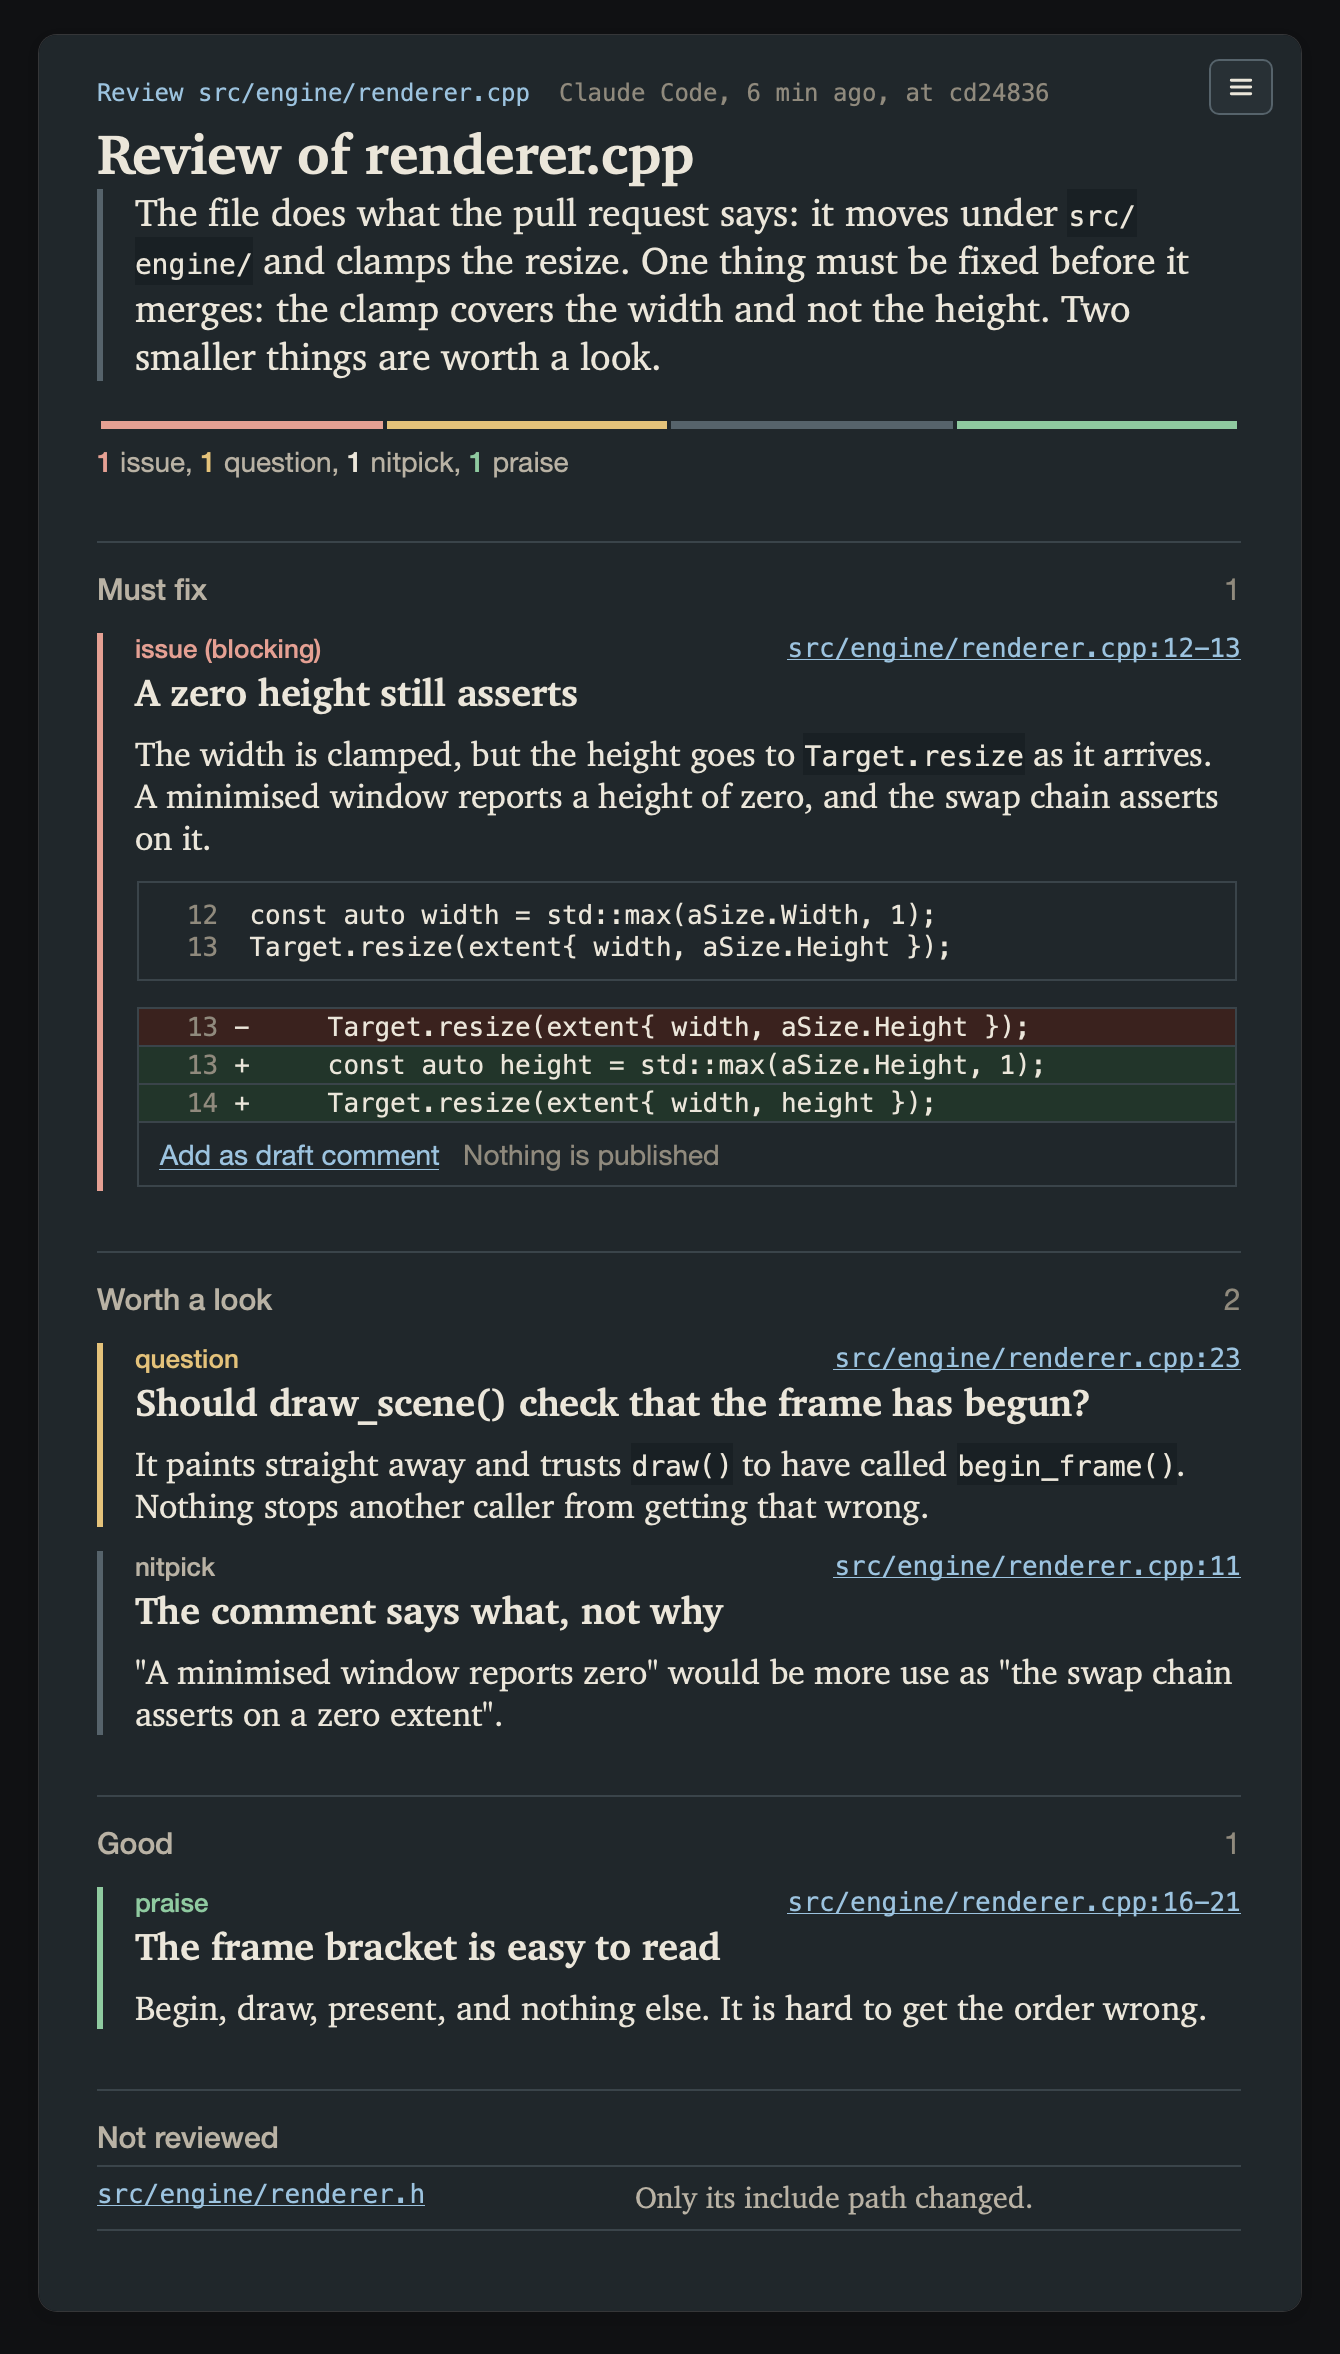 Review src/engine/renderer.cpp Claude Code, 6 min ago, at cd24836
Review of renderer.cpp
The file does what the pull request says: it moves under src/
engine/ and clamps the resize. One thing must be fixed before it
merges: the clamp covers the width and not the height. Two
smaller things are worth a look.
1 issue, 1 question, 1 nitpick, 1 praise
Must fix 1
issue (blocking) src/engine/renderer.cpp:12–13
A zero height still asserts
The width is clamped, but the height goes to Target.resize as it arrives.
A minimised window reports a height of zero, and the swap chain asserts
on it.
12 const auto width = std::max(aSize.Width, 1);
13 Target.resize(extent{ width, aSize.Height });
13 – Target.resize(extent{ width, aSize.Height });
13 + const auto height = std::max(aSize.Height, 1);
14 + Target.resize(extent{ width, height });
Add as draft comment Nothing is published
Worth a look 2
question src/engine/renderer.cpp:23
Should draw_scene() check that the frame has begun?
It paints straight away and trusts draw() to have called begin_frame().
Nothing stops another caller from getting that wrong.
nitpick src/engine/renderer.cpp:11
The comment says what, not why
"A minimised window reports zero" would be more use as "the swap chain
asserts on a zero extent".
Good 1
praise src/engine/renderer.cpp:16–21
The frame bracket is easy to read
Begin, draw, present, and nothing else. It is hard to get the order wrong.
Not reviewed
src/engine/renderer.h Only its include path changed.